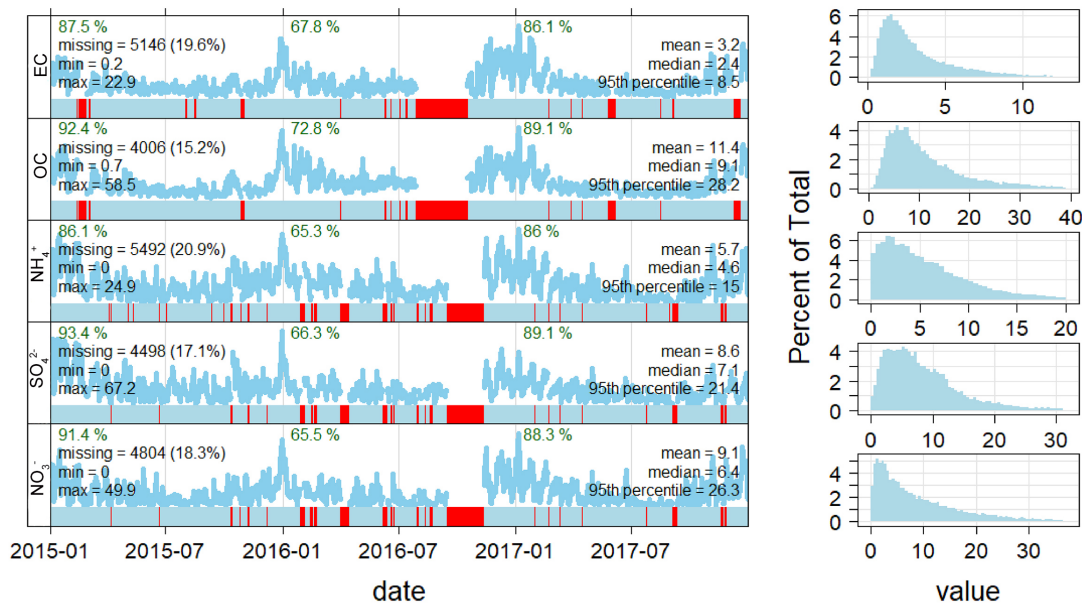 87.5 % 67.8 % 86.1 %
EC
missing = 5146 (19.6%)
min = 0.2
max = 22.9
mean = 3.2
median = 2.4
95th percentile = 8.5
92.4 % 72.8 % 89.1 %
OC
missing = 4006 (15.2%)
min = 0.7
max = 58.5
mean = 11.4
median = 9.1
95th percentile = 28.2
86.1 % 65.3 % 86 %
NH₄⁺
missing = 5492 (20.9%)
min = 0
max = 24.9
mean = 5.7
median = 4.6
95th percentile = 15
93.4 % 66.3 % 89.1 %
SO₄²⁻
missing = 4498 (17.1%)
min = 0
max = 67.2
mean = 8.6
median = 7.1
95th percentile = 21.4
91.4 % 65.5 % 88.3 %
NO₃⁻
missing = 4804 (18.3%)
min = 0
max = 49.9
mean = 9.1
median = 6.4
95th percentile = 26.3
2015-01 2015-07 2016-01 2016-07 2017-01 2017-07
date
Percent of Total
6
4
2
0
0 5 10
4
2
0
0 10 20 30 40
6
4
2
0
0 5 10 15 20
4
2
0
0 10 20 30
4
2
0
0 10 20 30
value